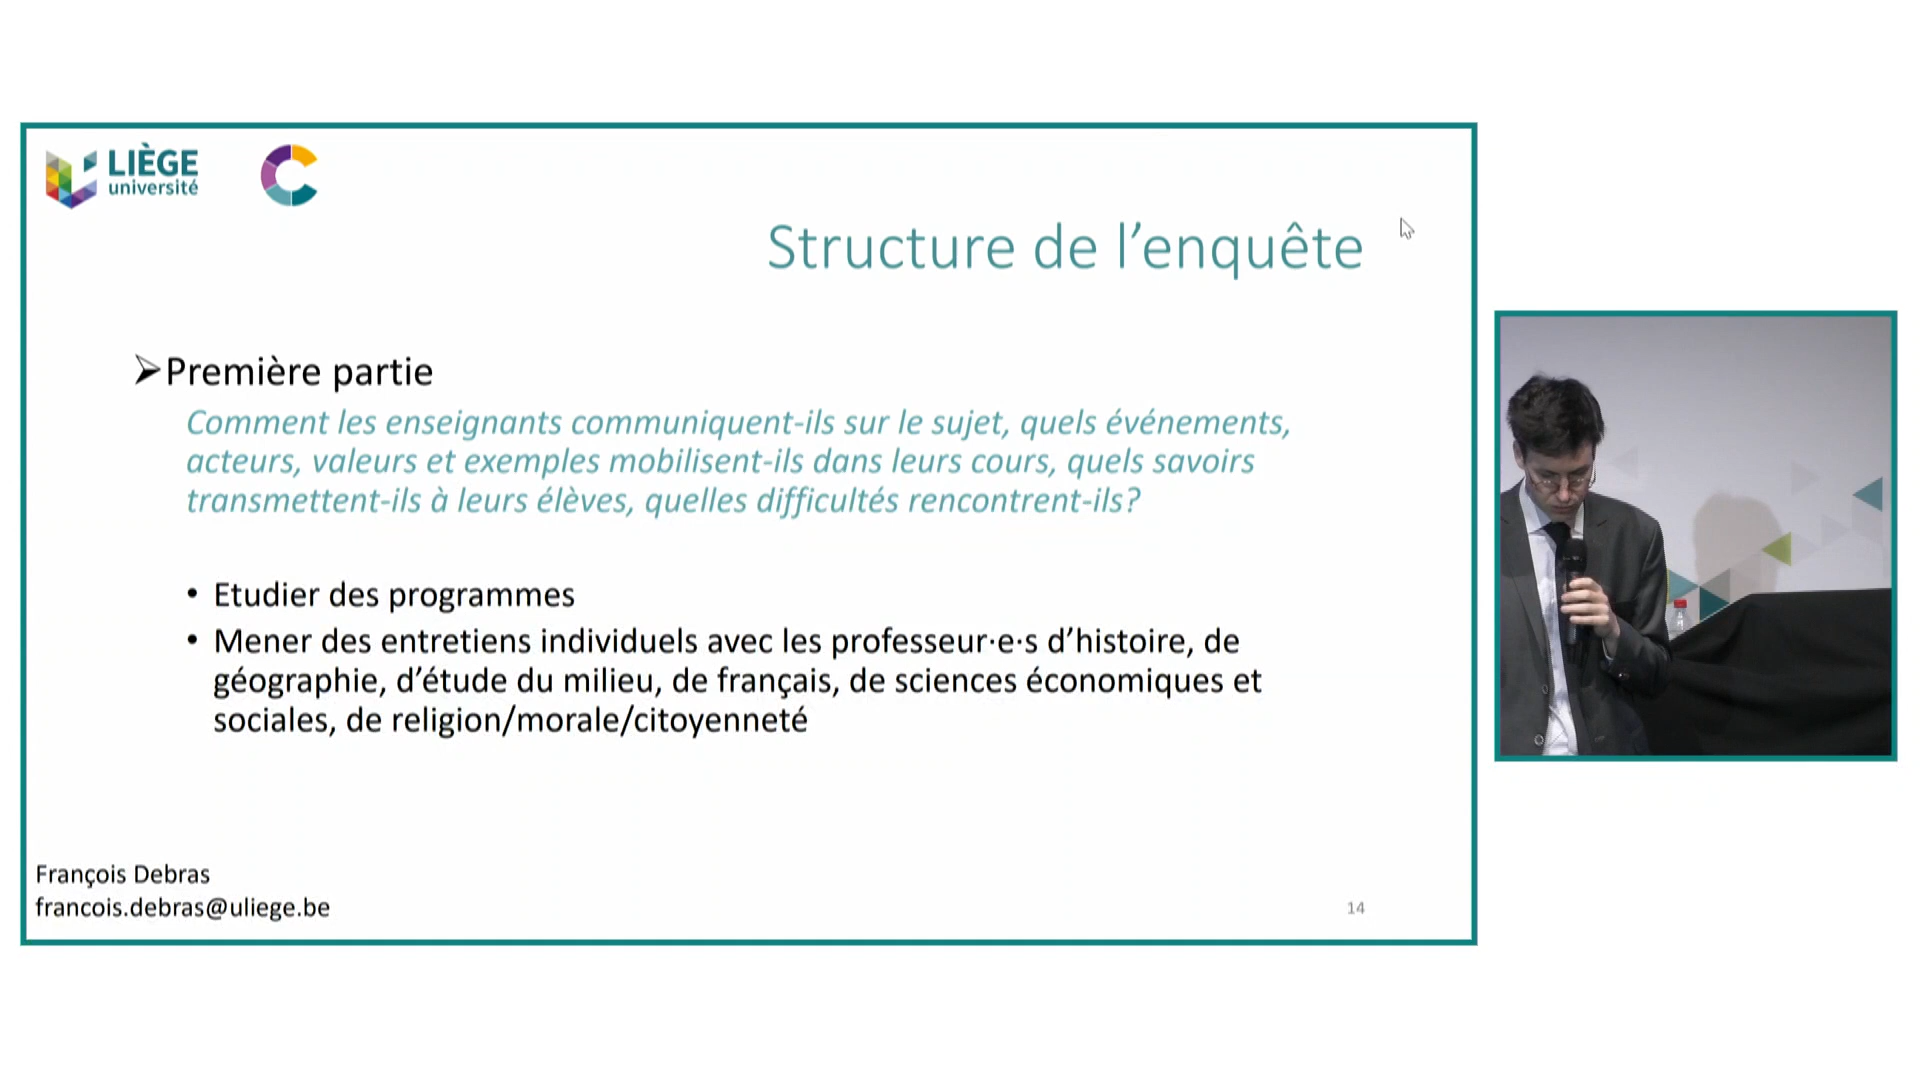 LIÈGE
université
Structure de l’enquête
Première partie
Comment les enseignants communiquent-ils sur le sujet, quels événements,
acteurs, valeurs et exemples mobilisent-ils dans leurs cours, quels savoirs
transmettent-ils à leurs élèves, quelles difficultés rencontrent-ils?
• Etudier des programmes
• Mener des entretiens individuels avec les professeur·e·s d’histoire, de
géographie, d’étude du milieu, de français, de sciences économiques et
sociales, de religion/morale/citoyenneté
François Debras
francois.debras@uliege.be
14